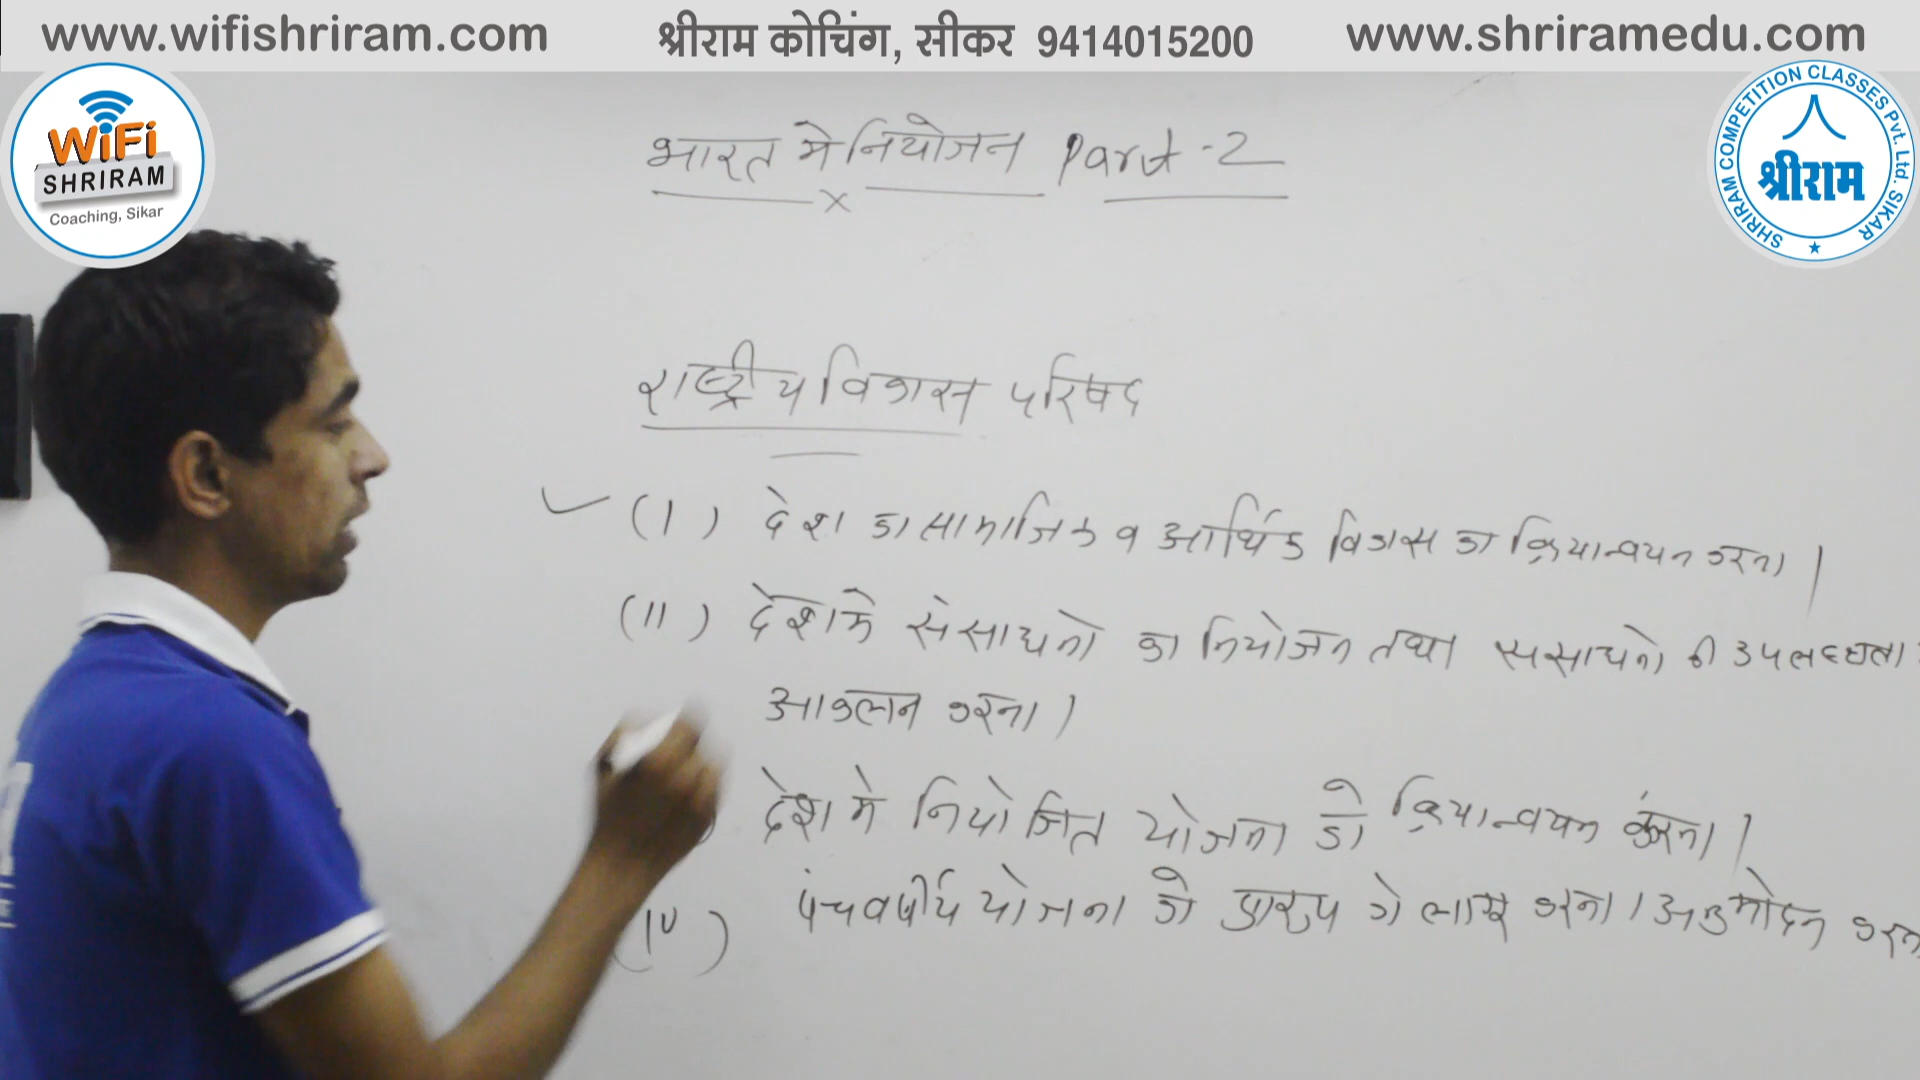 www.wifishriram.com श्रीराम कोचिंग, सीकर 9414015200 www.shriramedu.com
WiFi
SHRIRAM
Coaching, Sikar
SHRIRAM COMPETITION CLASSES Pvt. Ltd. SIKAR
श्रीराम
भारत मे नियोजन Part-2
राष्ट्रीय विकास परिषद
(I) देश का सामाजिक व आर्थिक विकास का क्रियान्वयन करना।
(II) देश मे संसाधनो का नियोजन तथा संसाधनो की उपलब्धता
आकलन करना।
देश मे नियोजित योजना को क्रियान्वयन करना।
(IV) पंचवर्षीय योजना को प्रारुप को लागू करना। अनुमोदन करना